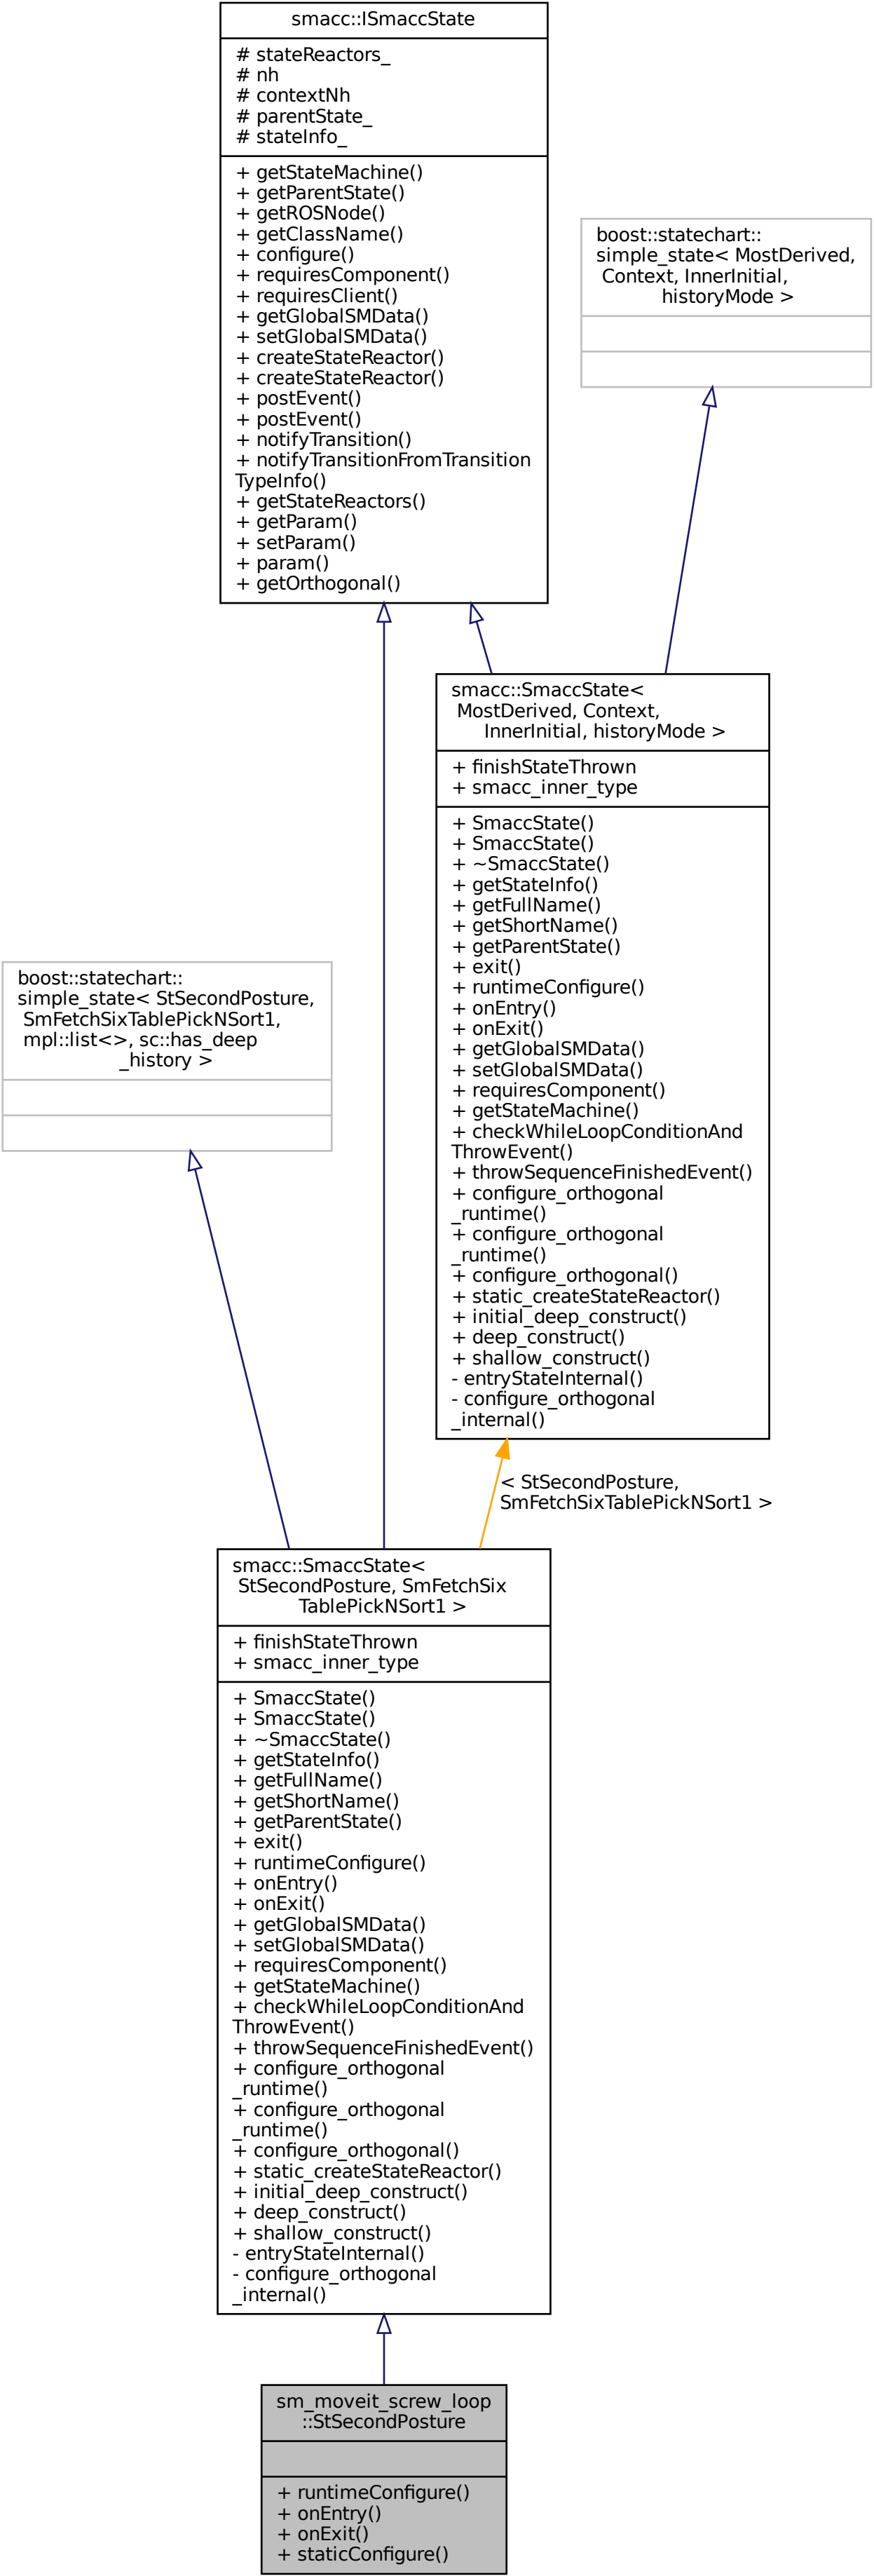 smacc::ISmaccState
# stateReactors_
# nh
# contextNh
# parentState_
# stateInfo_
+ getStateMachine()
+ getParentState()
+ getROSNode()
+ getClassName()
+ configure()
+ requiresComponent()
+ requiresClient()
+ getGlobalSMData()
+ setGlobalSMData()
+ createStateReactor()
+ createStateReactor()
+ postEvent()
+ postEvent()
+ notifyTransition()
+ notifyTransitionFromTransition
TypeInfo()
+ getStateReactors()
+ getParam()
+ setParam()
+ param()
+ getOrthogonal()
boost::statechart::
simple_state< MostDerived,
Context, InnerInitial,
historyMode >
smacc::SmaccState<
MostDerived, Context,
InnerInitial, historyMode >
+ finishStateThrown
+ smacc_inner_type
+ SmaccState()
+ SmaccState()
+ ~SmaccState()
+ getStateInfo()
+ getFullName()
+ getShortName()
+ getParentState()
+ exit()
+ runtimeConfigure()
+ onEntry()
+ onExit()
+ getGlobalSMData()
+ setGlobalSMData()
+ requiresComponent()
+ getStateMachine()
+ checkWhileLoopConditionAnd
ThrowEvent()
+ throwSequenceFinishedEvent()
+ configure_orthogonal
_runtime()
+ configure_orthogonal
_runtime()
+ configure_orthogonal()
+ static_createStateReactor()
+ initial_deep_construct()
+ deep_construct()
+ shallow_construct()
- entryStateInternal()
- configure_orthogonal
_internal()
boost::statechart::
simple_state< StSecondPosture,
SmFetchSixTablePickNSort1,
mpl::list<>, sc::has_deep
_history >
< StSecondPosture,
SmFetchSixTablePickNSort1 >
smacc::SmaccState<
StSecondPosture, SmFetchSix
TablePickNSort1 >
+ finishStateThrown
+ smacc_inner_type
+ SmaccState()
+ SmaccState()
+ ~SmaccState()
+ getStateInfo()
+ getFullName()
+ getShortName()
+ getParentState()
+ exit()
+ runtimeConfigure()
+ onEntry()
+ onExit()
+ getGlobalSMData()
+ setGlobalSMData()
+ requiresComponent()
+ getStateMachine()
+ checkWhileLoopConditionAnd
ThrowEvent()
+ throwSequenceFinishedEvent()
+ configure_orthogonal
_runtime()
+ configure_orthogonal
_runtime()
+ configure_orthogonal()
+ static_createStateReactor()
+ initial_deep_construct()
+ deep_construct()
+ shallow_construct()
- entryStateInternal()
- configure_orthogonal
_internal()
sm_moveit_screw_loop
::StSecondPosture
+ runtimeConfigure()
+ onEntry()
+ onExit()
+ staticConfigure()